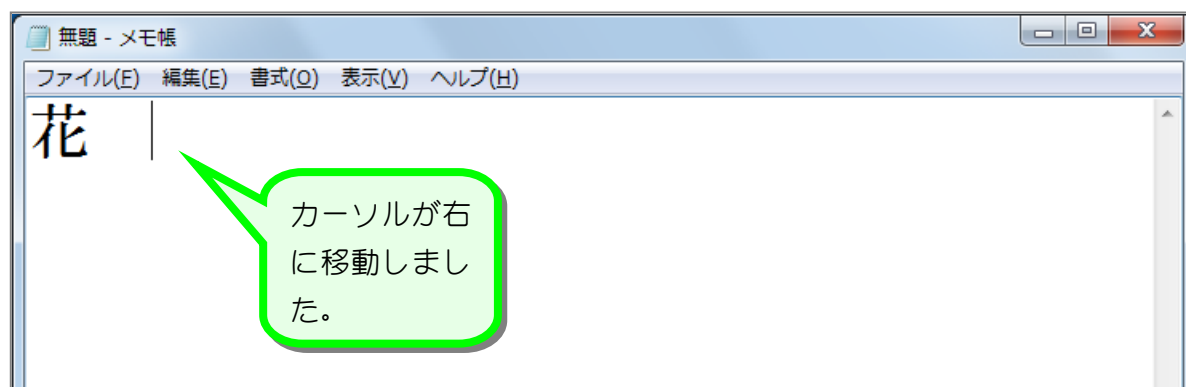 無題 - メモ帳
ファイル(F) 編集(E) 書式(O) 表示(V) ヘルプ(H)
花
カーソルが右
に移動しまし
た。